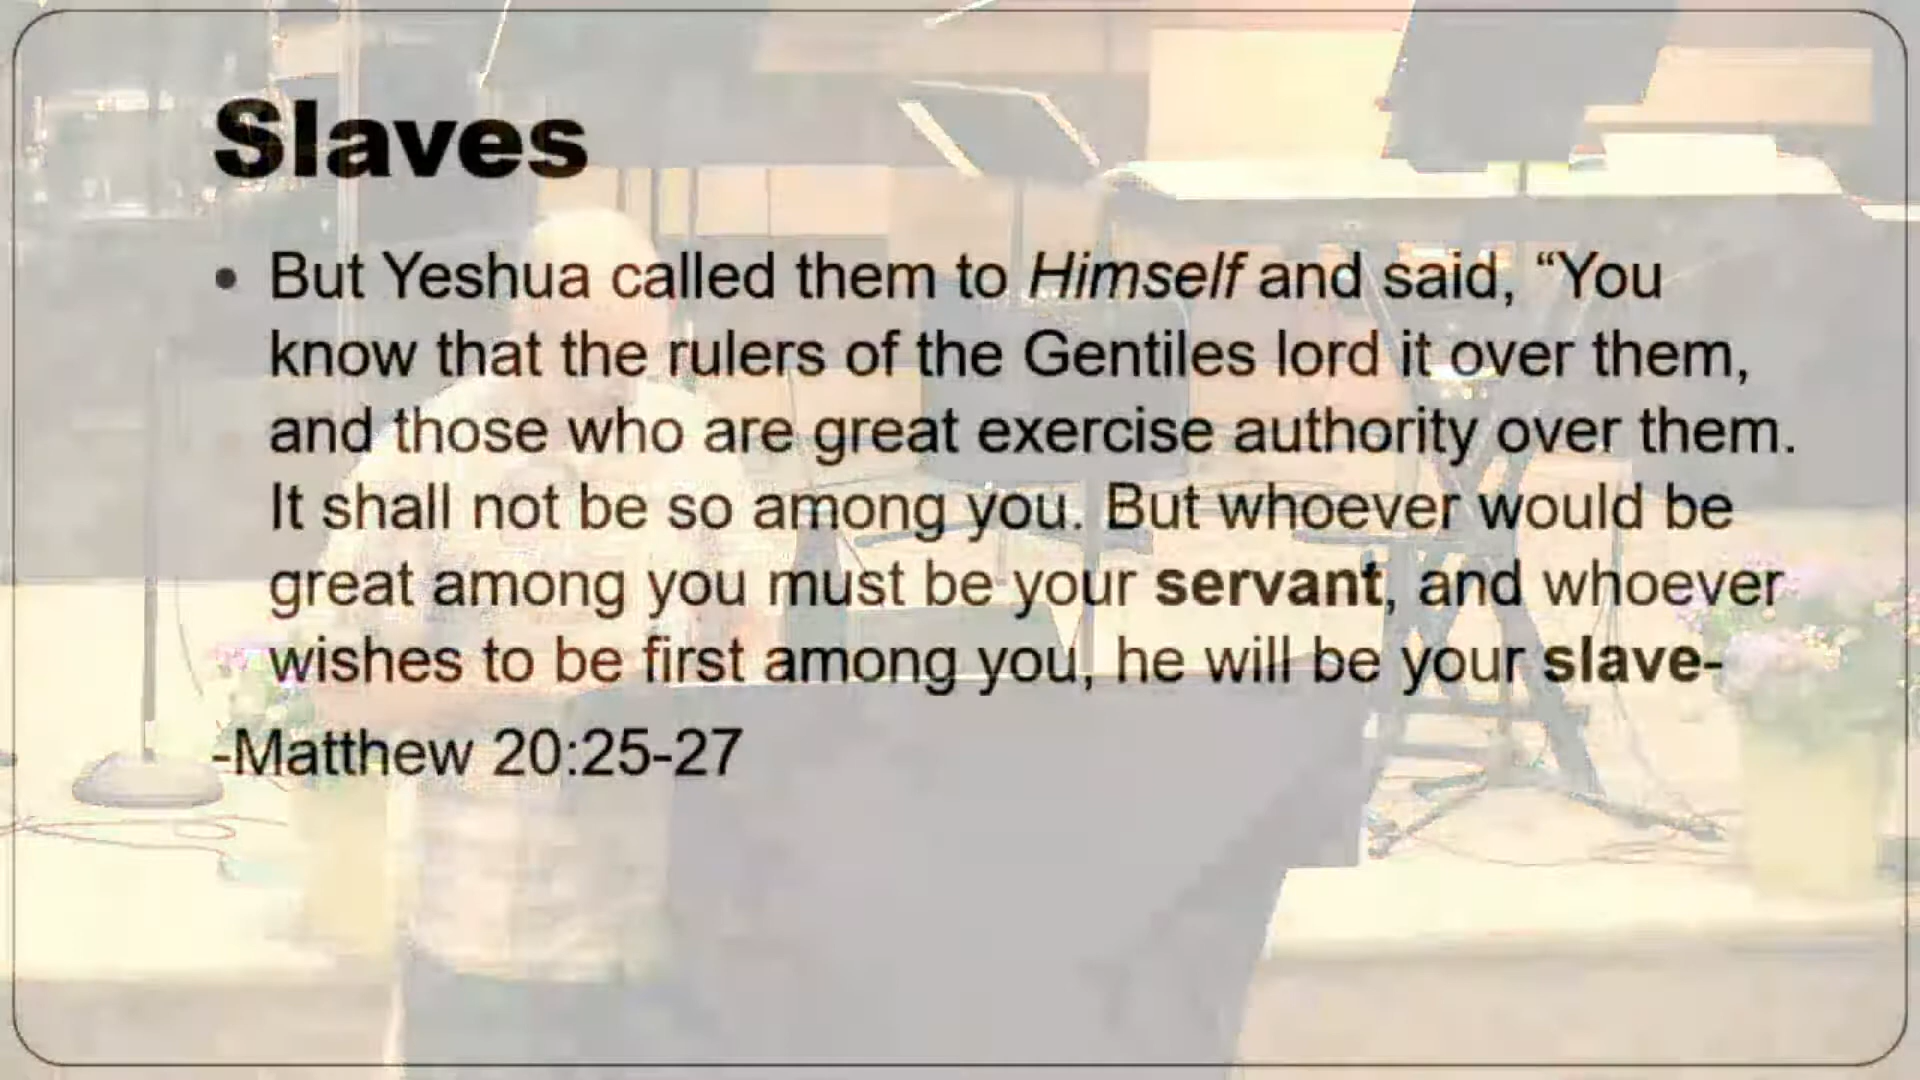 Slaves
• But Yeshua called them to Himself and said, “You
know that the rulers of the Gentiles lord it over them,
and those who are great exercise authority over them.
It shall not be so among you. But whoever would be
great among you must be your servant, and whoever
wishes to be first among you, he will be your slave-
-Matthew 20:25-27